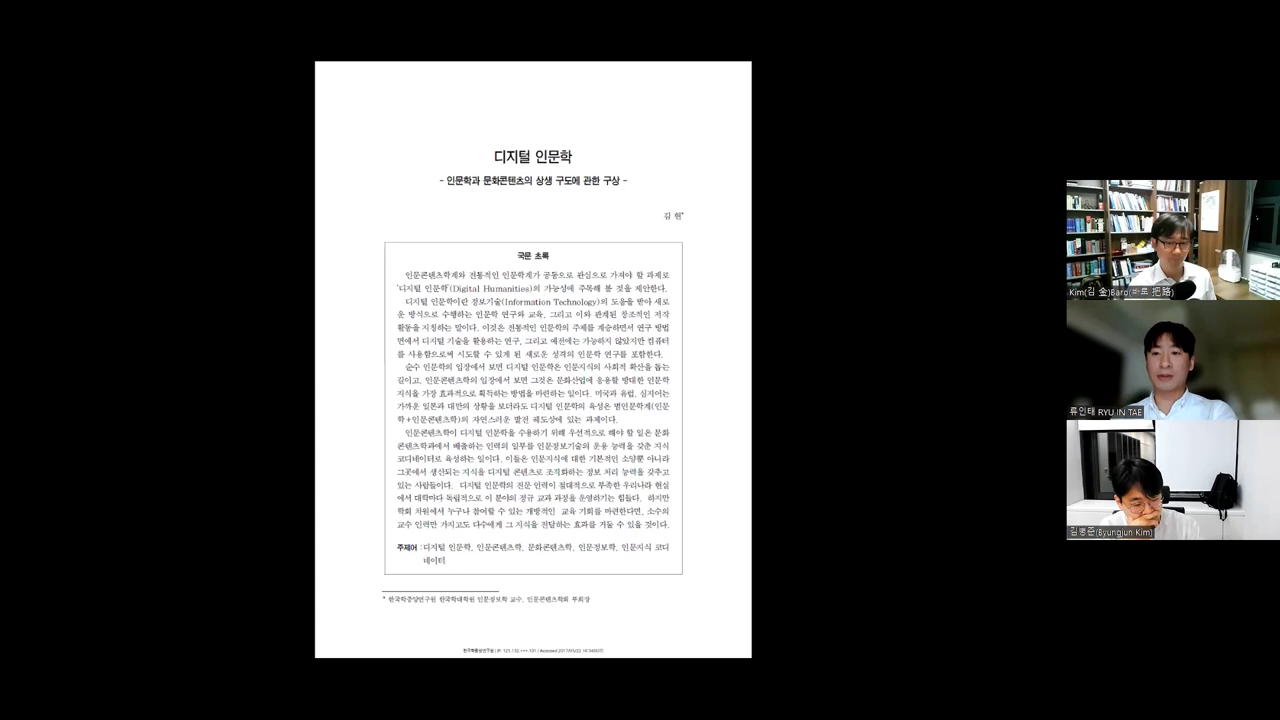 디지털 인문학
- 인문학과 문화콘텐츠의 상생 구도에 관한 구상 -
김 현*
국문 초록
인문콘텐츠학계와 전통적인 인문학계가 공동으로 관심으로 가져야 할 과제로
'디지털 인문학'(Digital Humanities)의 가능성에 주목해 볼 것을 제안한다.
디지털 인문학이란 정보기술(Information Technology)의 도움을 받아 새로
운 방식으로 수행하는 인문학 연구와 교육, 그리고 이와 관계된 창조적인 저작
활동을 지칭하는 말이다. 이것은 전통적인 인문학의 주제를 계승하면서 연구 방법
면에서 디지털 기술을 활용하는 연구, 그리고 예전에는 가능하지 않았지만 컴퓨터
를 사용함으로써 시도할 수 있게 된 새로운 성격의 인문학 연구를 포함한다.
순수 인문학의 입장에서 보면 디지털 인문학은 인문지식의 사회적 확산을 돕는
길이고, 인문콘텐츠학의 입장에서 보면 그것은 문화산업에 응용할 방대한 인문학
지식을 가장 효과적으로 획득하는 방법을 마련하는 일이다. 미국과 유럽, 심지어는
가까운 일본과 대만의 상황을 보더라도 디지털 인문학의 육성은 범인문학계(인문
학+인문콘텐츠학)의 자연스러운 발전 궤도상에 있는 과제이다.
인문콘텐츠학이 디지털 인문학을 수용하기 위해 우선적으로 해야 할 일은 문화
콘텐츠학과에서 배출하는 인력의 일부를 인문정보기술의 운용 능력을 갖춘 지식
코디네이터로 육성하는 일이다. 이들은 인문지식에 대한 기본적인 소양뿐 아니라
그곳에서 생산되는 지식을 디지털 콘텐츠로 조직화하는 정보 처리 능력을 갖추고
있는 사람들이다. 디지털 인문학의 전문 인력이 절대적으로 부족한 우리나라 현실
에서 대학마다 독립적으로 이 분야의 정규 교과 과정을 운영하기는 힘들다. 하지만
학회 차원에서 누구나 참여할 수 있는 개방적인 교육 기회를 마련한다면, 소수의
교수 인력만 가지고도 다수에게 그 지식을 전달하는 효과를 거둘 수 있을 것이다.
주제어 : 디지털 인문학, 인문콘텐츠학, 문화콘텐츠학, 인문정보학, 인문지식 코디
네이터
* 한국학중앙연구원 한국학대학원 인문정보학 교수, 인문콘텐츠학회 부회장
한국학중앙연구원 | IP: 121.132.***.101 | Accessed 2017/05/22
Kim(김 金)Baro(바로 把路)
류인태 RYU IN TAE
김병준(Byungjun Kim)